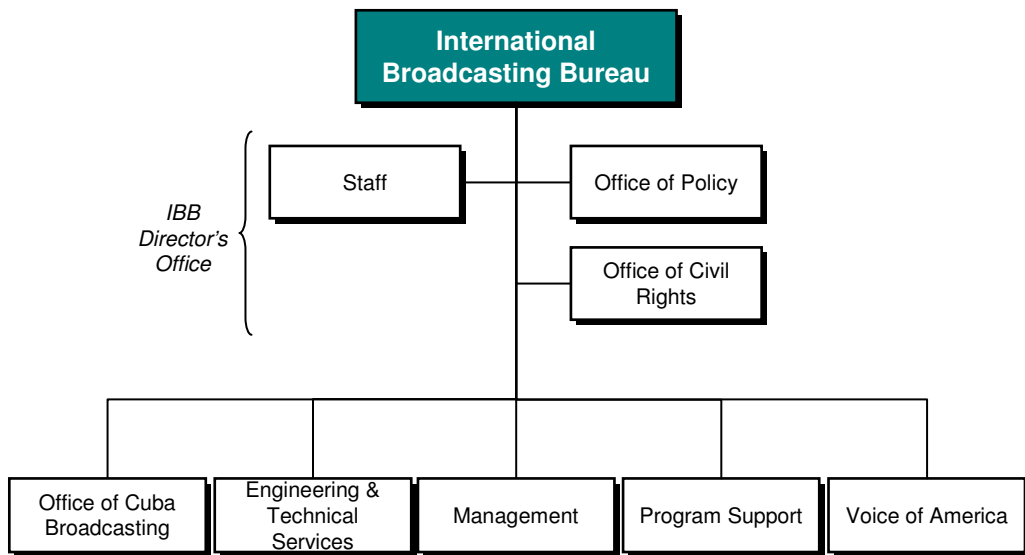 International
Broadcasting Bureau
Staff
Office of Policy
IBB
Director's
Office
Office of Civil
Rights
Office of Cuba
Broadcasting
Engineering &
Technical
Services
Management
Program Support
Voice of America